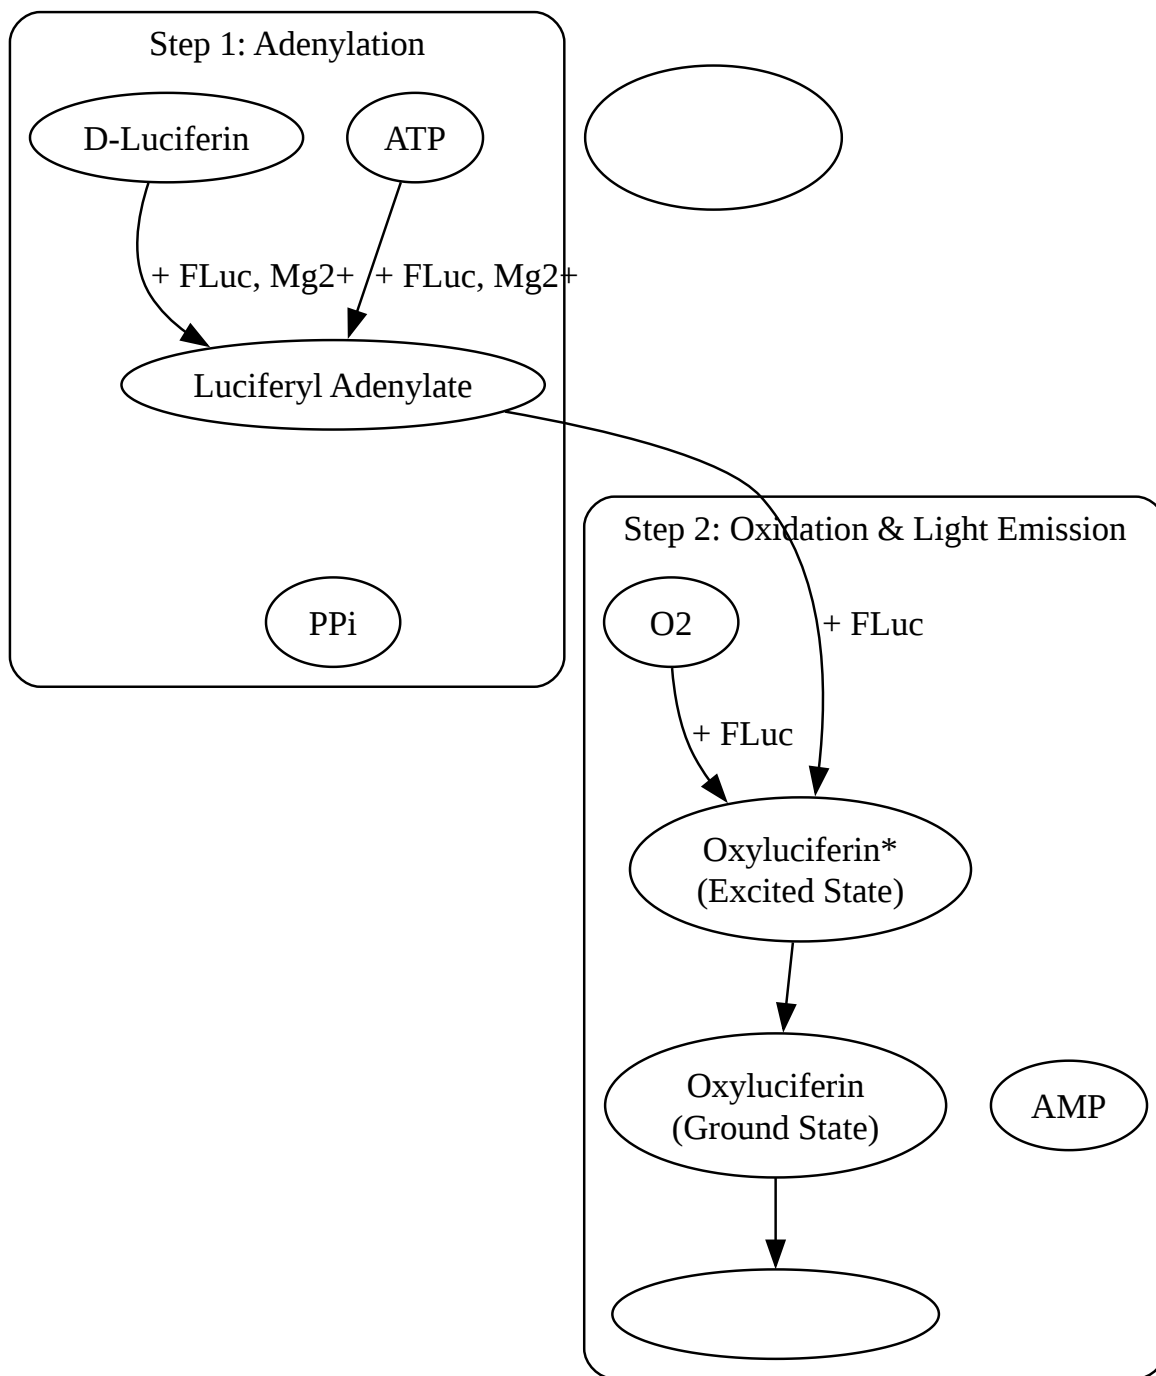 Step 1: Adenylation
D-Luciferin
ATP
+ FLuc, Mg2+
+ FLuc, Mg2+
Luciferyl Adenylate
PPi
Step 2: Oxidation & Light Emission
O2
+ FLuc
+ FLuc
Oxyluciferin*
(Excited State)
Oxyluciferin
(Ground State)
AMP